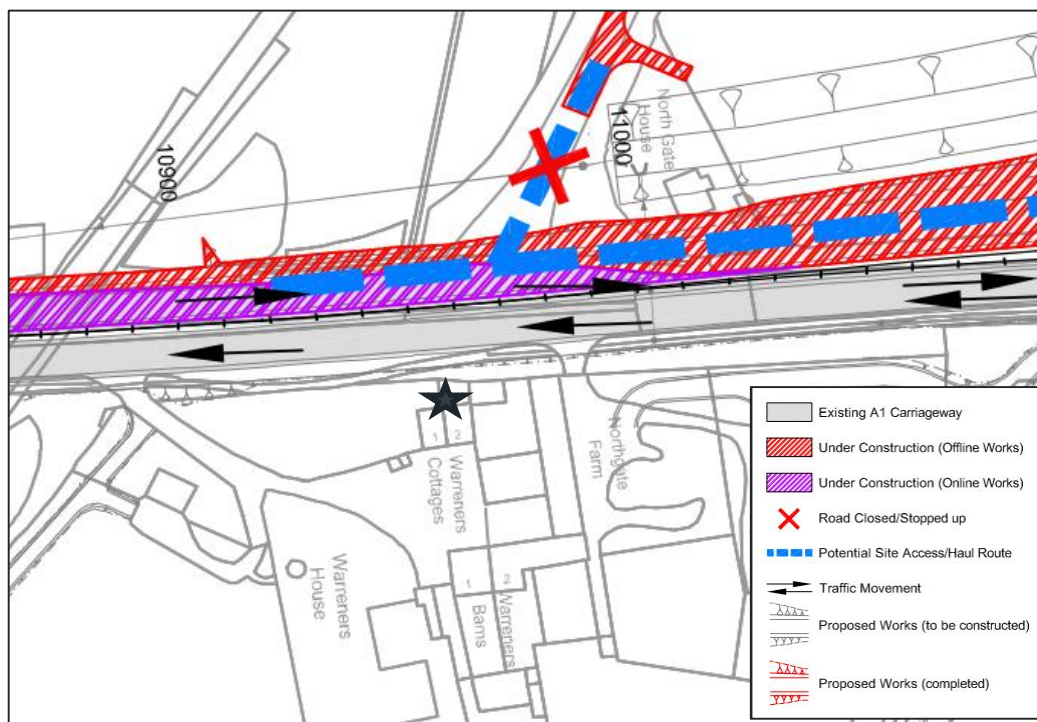 10900
11000
North Gate
House
1
2
Warreners
Cottages
Northgate
Farm
Warreners
House
1
2
Warreners
Barns
Existing A1 Carriageway
Under Construction (Offline Works)
Under Construction (Online Works)
Road Closed/Stopped up
Potential Site Access/Haul Route
Traffic Movement
Proposed Works (to be constructed)
Proposed Works (completed)